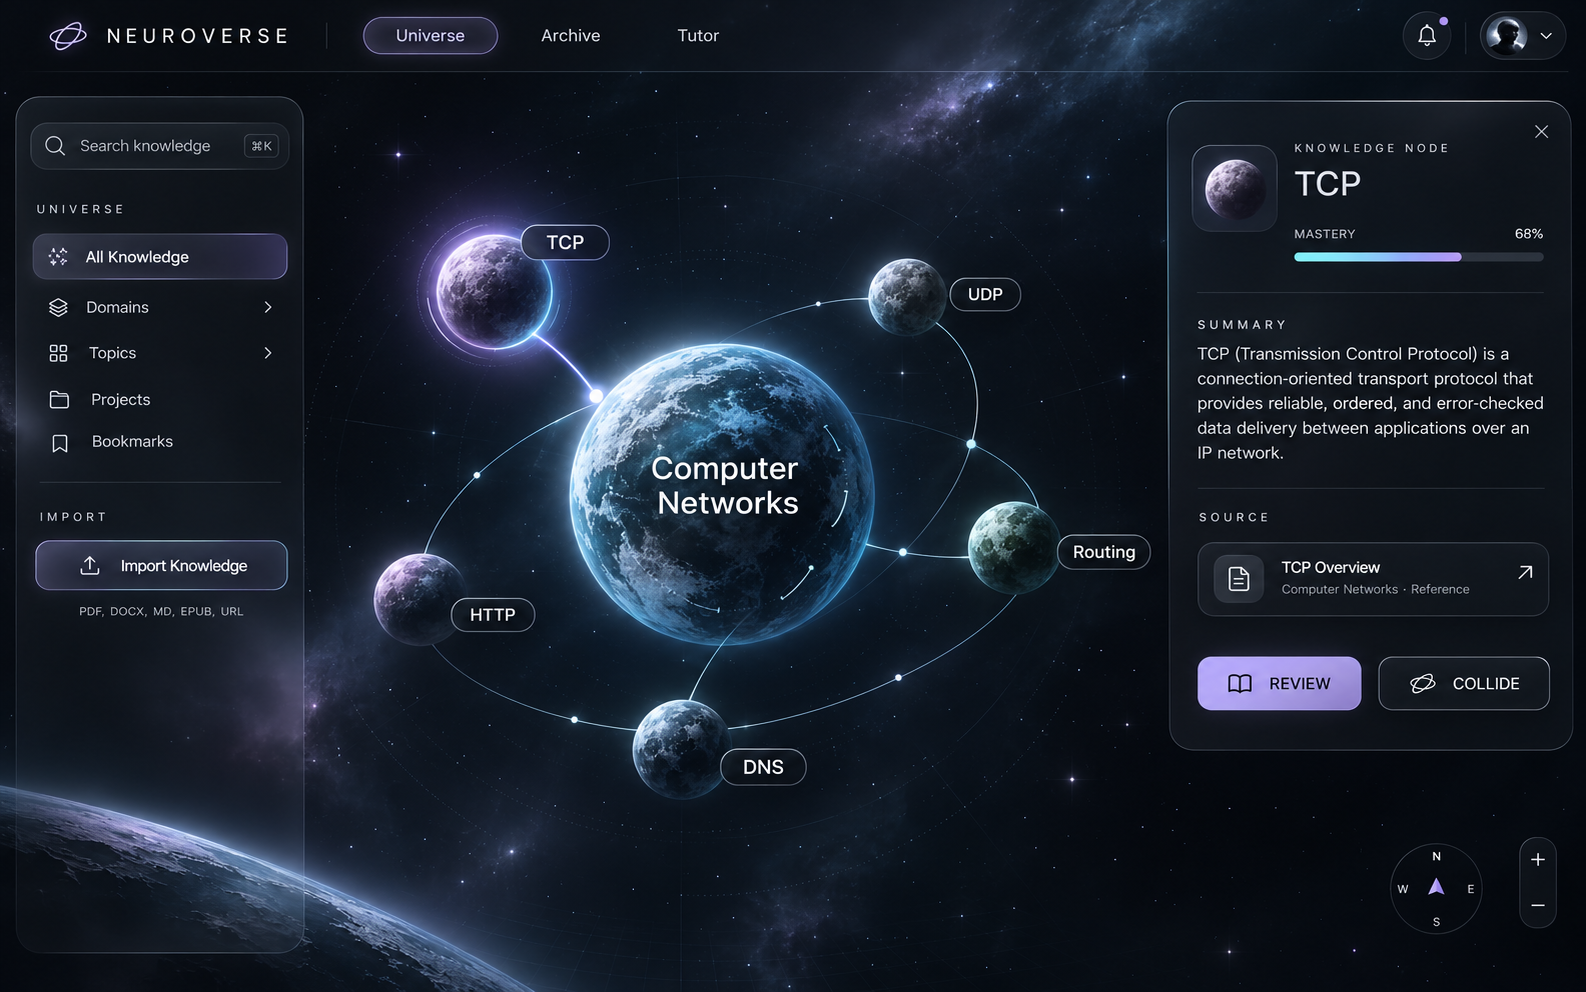 NEUROVERSE
Universe
Archive
Tutor
Search knowledge
⌘K
UNIVERSE
All Knowledge
Domains
Topics
Projects
Bookmarks
IMPORT
Import Knowledge
PDF, DOCX, MD, EPUB, URL
TCP
UDP
Computer
Networks
Routing
HTTP
DNS
KNOWLEDGE NODE
TCP
MASTERY
68%
SUMMARY
TCP (Transmission Control Protocol) is a
connection-oriented transport protocol that
provides reliable, ordered, and error-checked
data delivery between applications over an
IP network.
SOURCE
TCP Overview
Computer Networks · Reference
REVIEW
COLLIDE
N
W
E
S